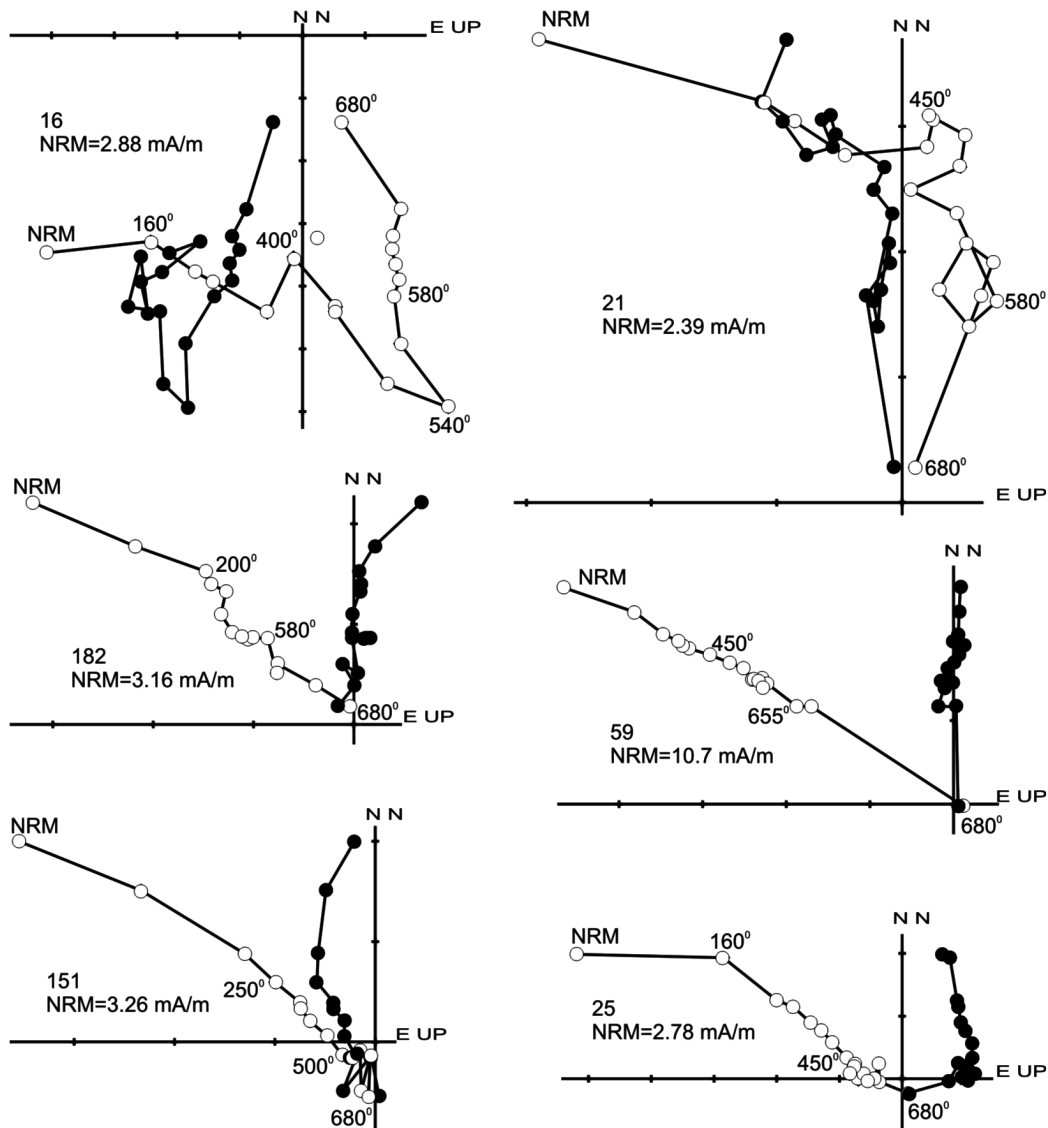 N N
E UP
680⁰
16
NRM=2.88 mA/m
160⁰
NRM
400⁰
580⁰
540⁰
NRM
N N
450⁰
21
NRM=2.39 mA/m
580⁰
680⁰
E UP
N N
NRM
200⁰
580⁰
182
NRM=3.16 mA/m
680⁰
E UP
N N
NRM
450⁰
655⁰
59
NRM=10.7 mA/m
E UP
680⁰
N N
NRM
250⁰
151
NRM=3.26 mA/m
E UP
500⁰
680⁰
N N
NRM
160⁰
25
NRM=2.78 mA/m
450⁰
E UP
680⁰